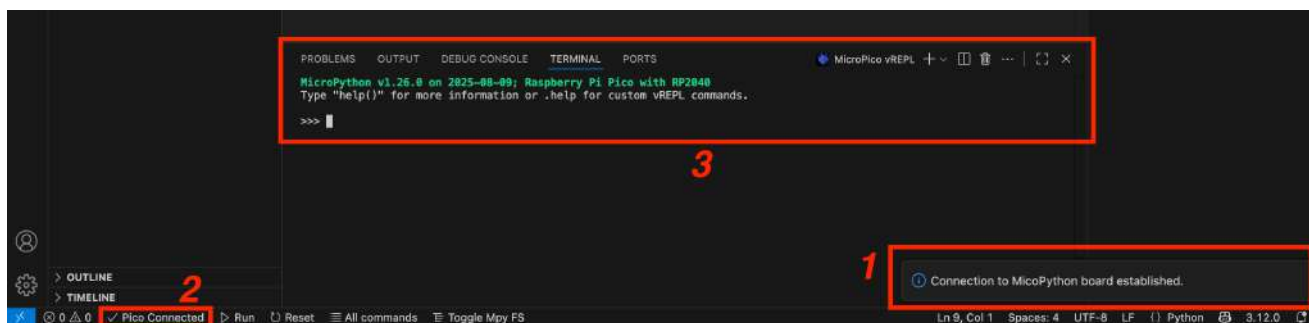 PROBLEMS OUTPUT DEBUG CONSOLE TERMINAL PORTS MicroPico vREPL
MicroPython v1.26.0 on 2025-08-09; Raspberry Pi Pico with RP2040
Type "help()" for more information or .help for custom vREPL commands.
>>>
3
1
Connection to MicoPython board established.
> OUTLINE
2
> TIMELINE
0 0 Pico Connected Run Reset All commands Toggle Mpy FS Ln 9, Col 1 Spaces: 4 UTF-8 LF {} Python 3.12.0